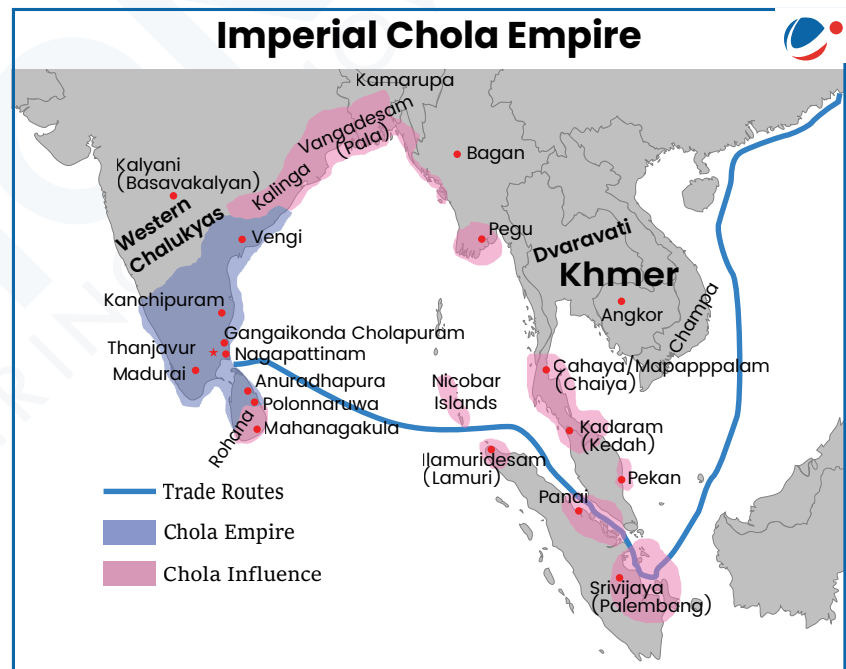 Imperial Chola Empire
Kamarupa
Vangadesam
(Pala)
Kalinga
Bagan
Kalyani
(Basavakalyan)
Western
Chalukyas
Vengi
Pegu
Dvaravati
Khmer
Angkor
Champa
Kanchipuram
Gangaikonda Cholapuram
Thanjavur
Nagapattinam
Madurai
Anuradhapura
Polonnaruwa
Rohana
Mahanagakula
Nicobar
Islands
Cahaya/Mapapppalam
(Chaiya)
Kadaram
(Kedah)
Ilamuridesam
(Lamuri)
Pekan
Panai
Srivijaya
(Palembang)
Trade Routes
Chola Empire
Chola Influence